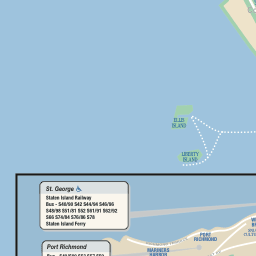 ELLIS
ISLAND
LIBERTY
ISLAND
St. George
Staten Island Railway
Bus - S40/90 S42 S44/94 S46/96
S48/98 S51/81 S52 S61/91 S62/92
S66 S74/84 S76/86 S78
Staten Island Ferry
PORT
RICHMOND
Port Richmond
MARINERS
HARBOR